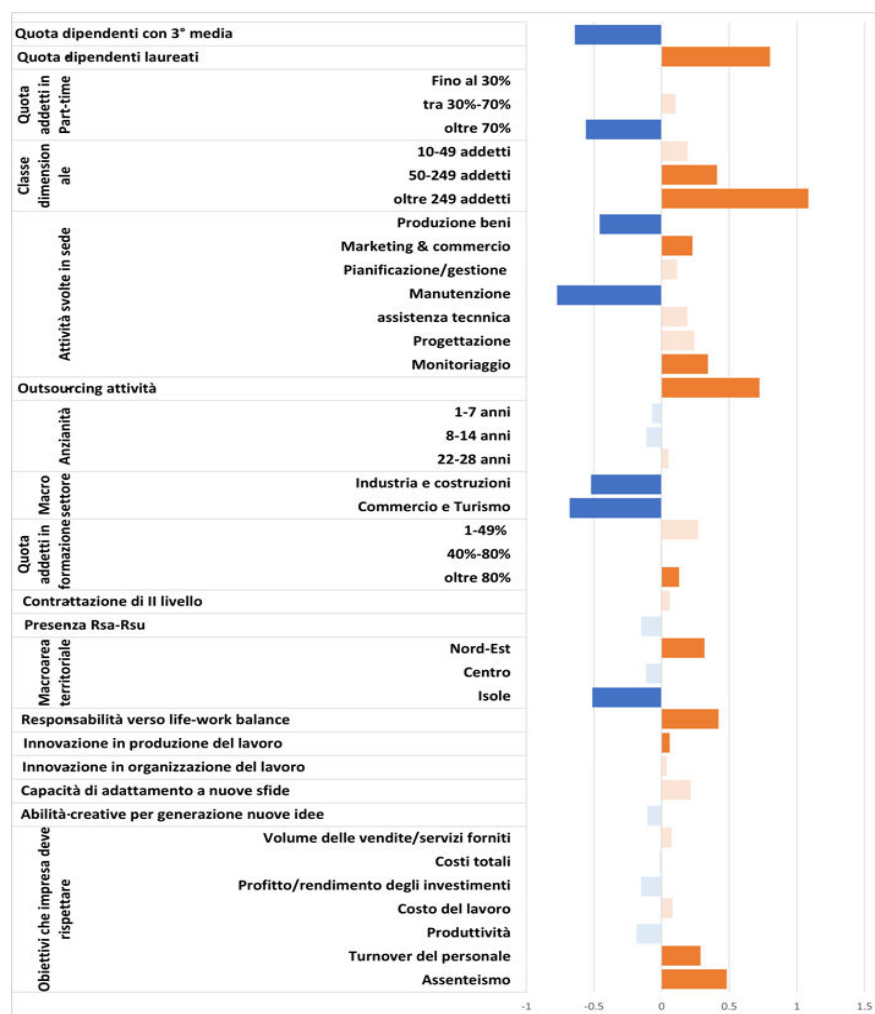 Quota dipendenti con 3° media
Quota dipendenti laureati
Quota
addetti in
Part-time
Fino al 30%
tra 30%-70%
oltre 70%
Classe
dimension
ale
10-49 addetti
50-249 addetti
oltre 249 addetti
Attività svolte in sede
Produzione beni
Marketing & commercio
Pianificazione/gestione
Manutenzione
assistenza tecnnica
Progettazione
Monitoriaggio
Outsourcing attività
Anzianità
1-7 anni
8-14 anni
22-28 anni
Macro
settore
Industria e costruzioni
Commercio e Turismo
Quota
addetti in
formazione
1-49%
40%-80%
oltre 80%
Contrattazione di II livello
Presenza Rsa-Rsu
Macroarea
territoriale
Nord-Est
Centro
Isole
Responsabilità verso life-work balance
Innovazione in produzione del lavoro
Innovazione in organizzazione del lavoro
Capacità di adattamento a nuove sfide
Abilità creative per generazione nuove idee
Obiettivi che impresa deve
rispettare
Volume delle vendite/servizi forniti
Costi totali
Profitto/rendimento degli investimenti
Costo del lavoro
Produttività
Turnover del personale
Assenteismo
-1 -0.5 0 0.5 1 1.5